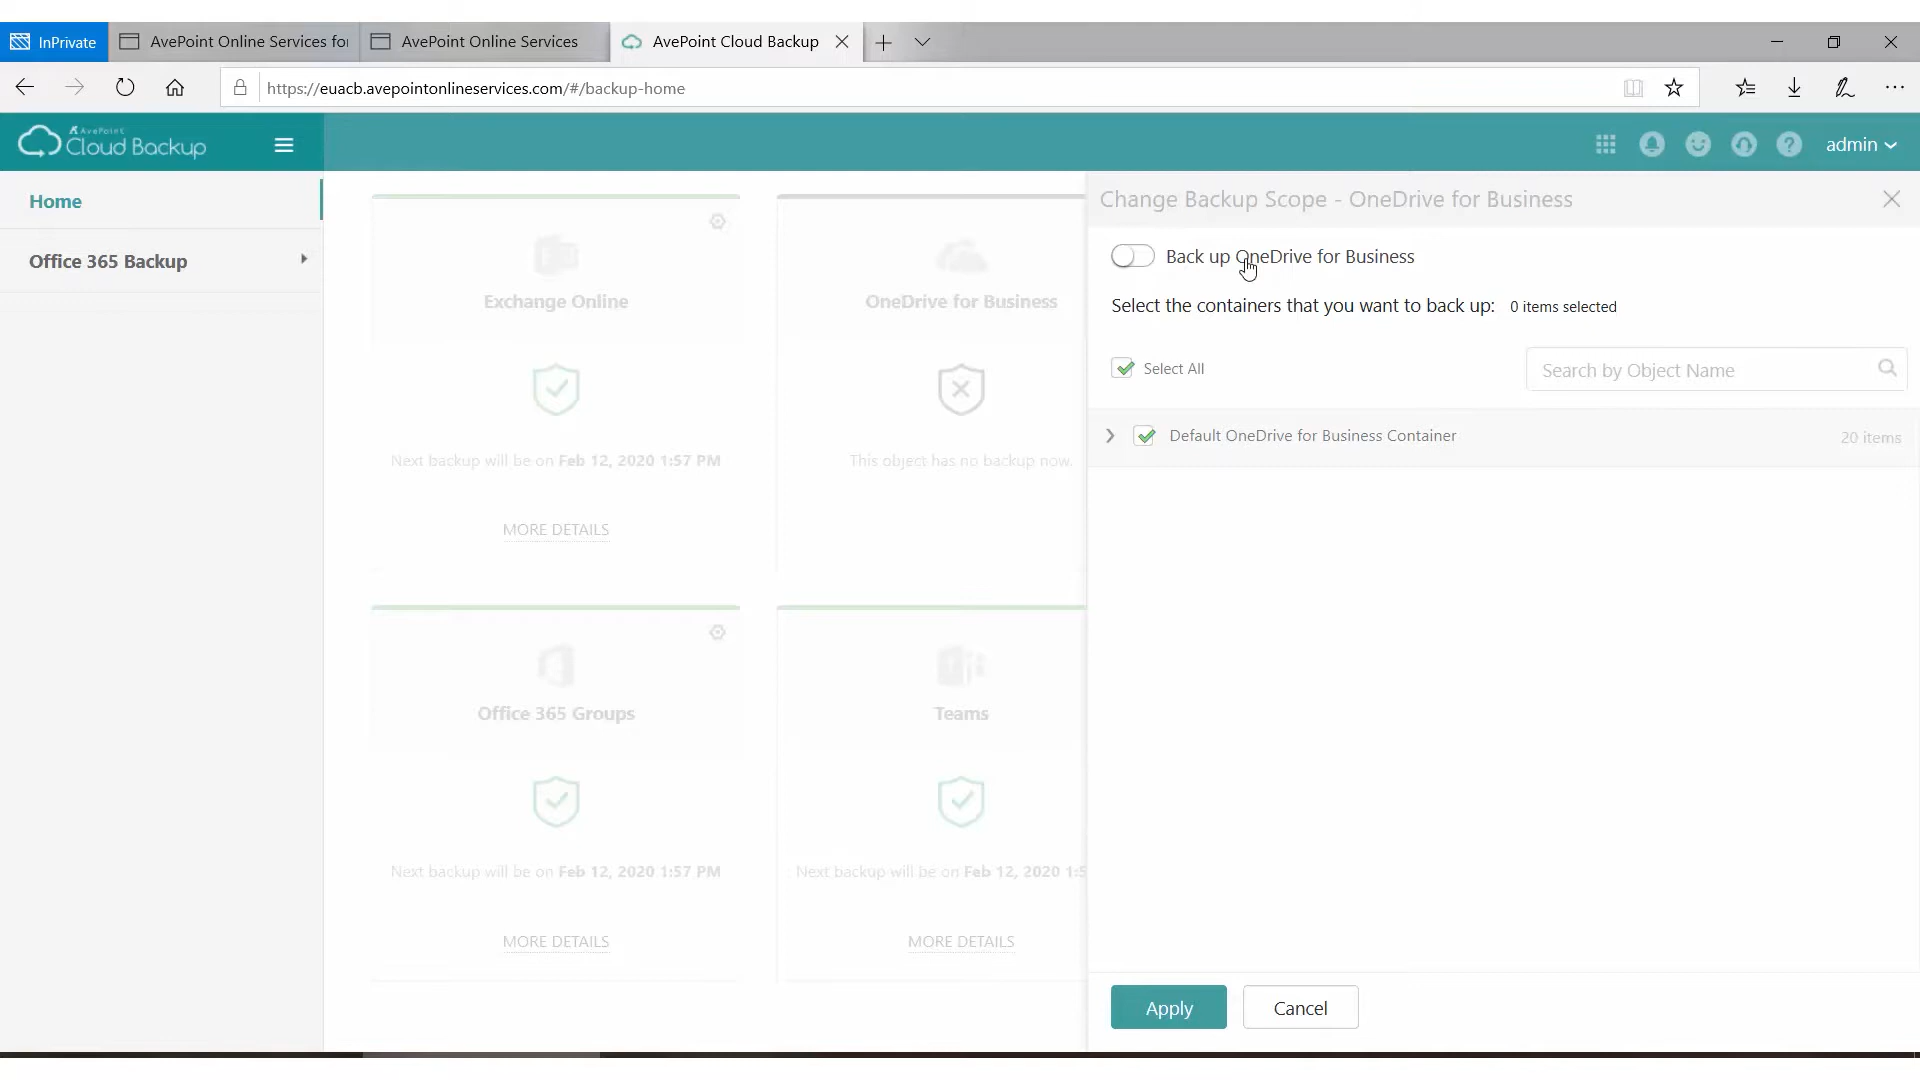 InPrivate
AvePoint Online Services for
AvePoint Online Services
AvePoint Cloud Backup
https://euacb.avepointonlineservices.com/#/backup-home
AvePoint
Cloud Backup
admin
Home
Office 365 Backup
Exchange Online
Next backup will be on Feb 12, 2020 1:57 PM
MORE DETAILS
OneDrive for Business
This object has no backup now.
Office 365 Groups
Next backup will be on Feb 12, 2020 1:57 PM
MORE DETAILS
Teams
Next backup will be on Feb 12, 2020 1:5
MORE DETAILS
Change Backup Scope - OneDrive for Business
Back up OneDrive for Business
Select the containers that you want to back up: 0 items selected
Select All
Search by Object Name
Default OneDrive for Business Container
20 items
Apply
Cancel